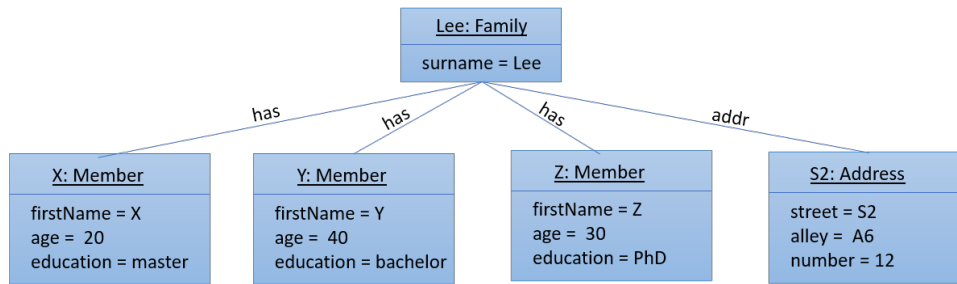 Lee: Family
surname = Lee
has
has
has
addr
X: Member
firstName = X
age =  20
education = master
Y: Member
firstName = Y
age =  40
education = bachelor
Z: Member
firstName = Z
age =  30
education = PhD
S2: Address
street = S2
alley =  A6
number = 12